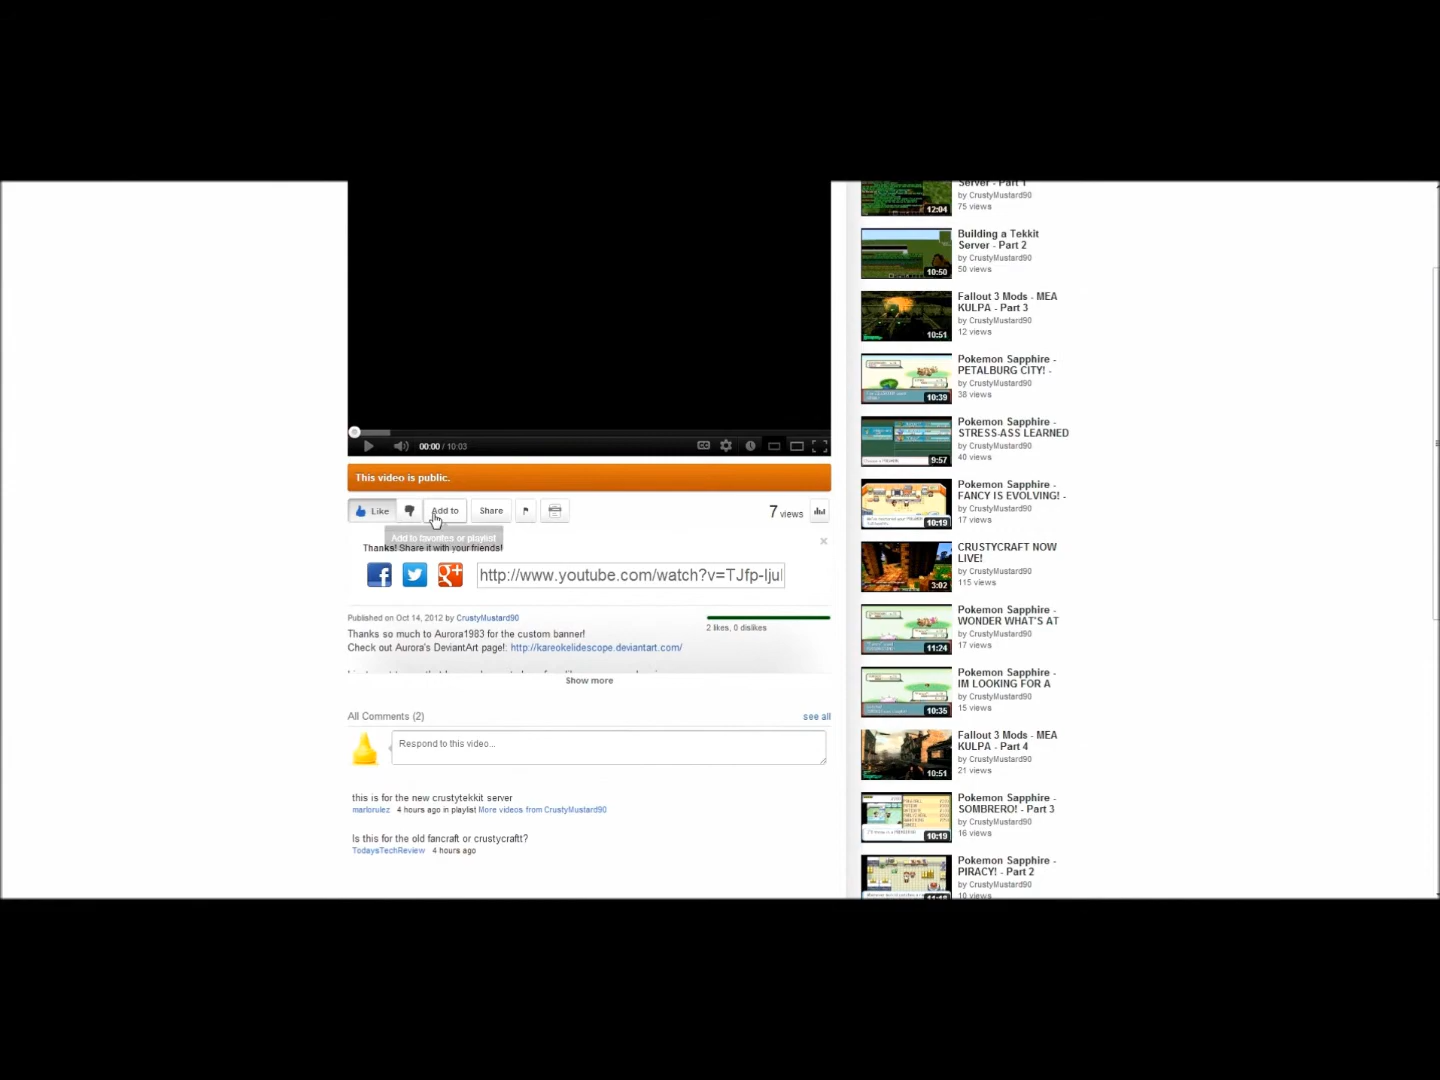 00:00 / 10:03
CC
This video is public.
Like
Add to
Share
7 views
Add to favorites or playlist
Thanks! Share it with your friends!
http://www.youtube.com/watch?v=TJfp-Ijul
Published on Oct 14, 2012 by CrustyMustard90
2 likes, 0 dislikes
Thanks so much to Aurora1983 for the custom banner!
Check out Aurora's DeviantArt page!: http://kareokelidescope.deviantart.com/
Show more
All Comments (2)
see all
Respond to this video...
this is for the new crustytekkit server
marlorulez 4 hours ago in playlist More videos from CrustyMustard90
Is this for the old fancraft or crustycraftt?
TodaysTechReview 4 hours ago
Server - Part 1
by CrustyMustard90
75 views
12:04
Building a Tekkit
Server - Part 2
by CrustyMustard90
50 views
10:50
Fallout 3 Mods - MEA
KULPA - Part 3
by CrustyMustard90
12 views
10:51
Pokemon Sapphire -
PETALBURG CITY! -
by CrustyMustard90
38 views
10:39
Pokemon Sapphire -
STRESS-ASS LEARNED
by CrustyMustard90
40 views
9:57
Pokemon Sapphire -
FANCY IS EVOLVING! -
by CrustyMustard90
17 views
10:19
CRUSTYCRAFT NOW
LIVE!
by CrustyMustard90
115 views
3:02
Pokemon Sapphire -
WONDER WHAT'S AT
by CrustyMustard90
17 views
11:24
Pokemon Sapphire -
IM LOOKING FOR A
by CrustyMustard90
15 views
10:35
Fallout 3 Mods - MEA
KULPA - Part 4
by CrustyMustard90
21 views
10:51
Pokemon Sapphire -
SOMBRERO! - Part 3
by CrustyMustard90
16 views
10:19
Pokemon Sapphire -
PIRACY! - Part 2
by CrustyMustard90
10 views